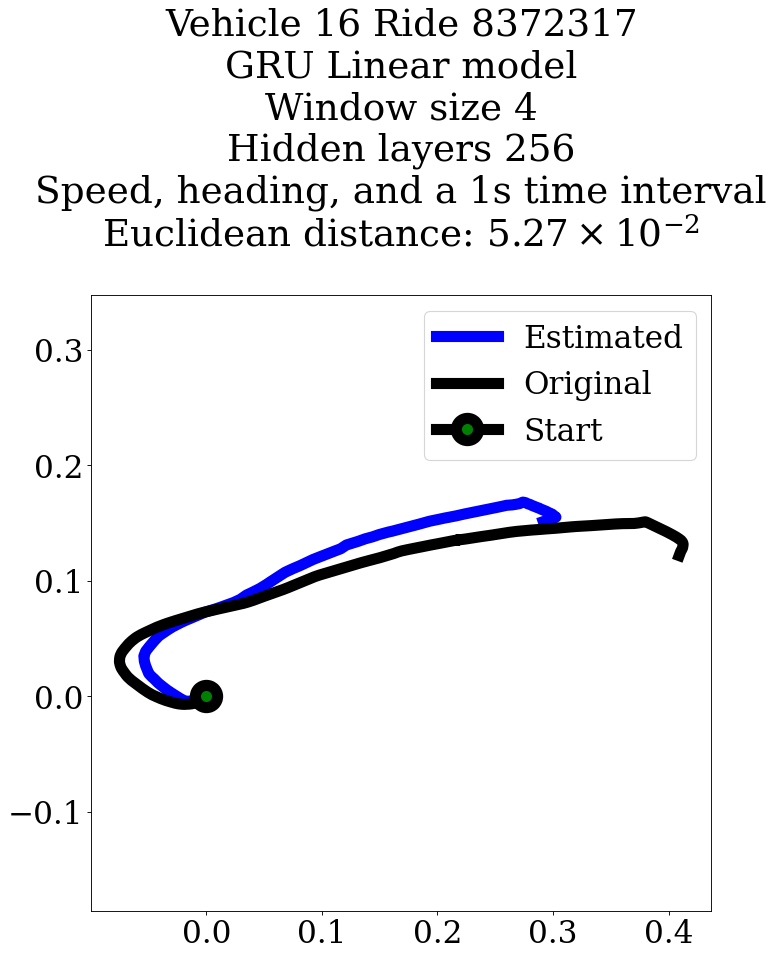 Vehicle 16 Ride 8372317
GRU Linear model
Window size 4
Hidden layers 256
Speed, heading, and a 1s time interval
Euclidean distance: 5.27 × 10⁻²
Estimated
Original
Start
0.3
0.2
0.1
0.0
−0.1
0.0 0.1 0.2 0.3 0.4